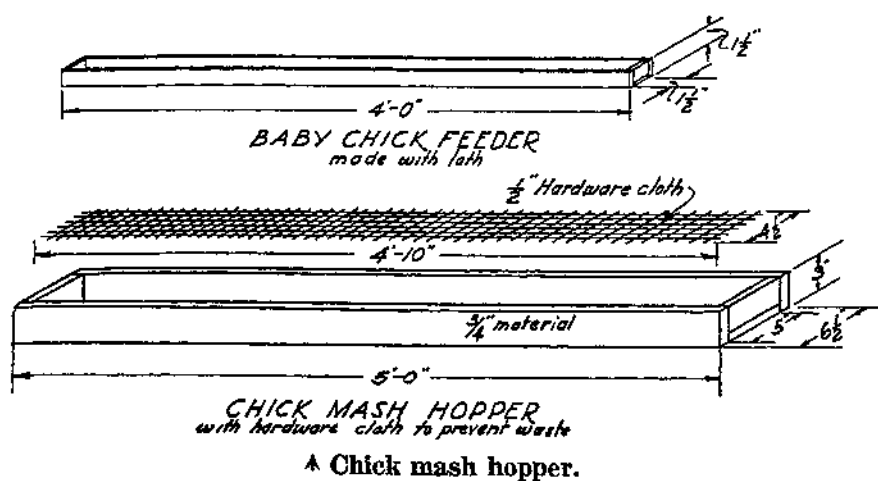 1½"
1½"
4'-0"
BABY CHICK FEEDER
made with lath
½" Hardware cloth
4½"
4'-10"
3"
¾" material
5"
6½"
5'-0"
CHICK MASH HOPPER
with hardware cloth to prevent waste
Chick mash hopper.